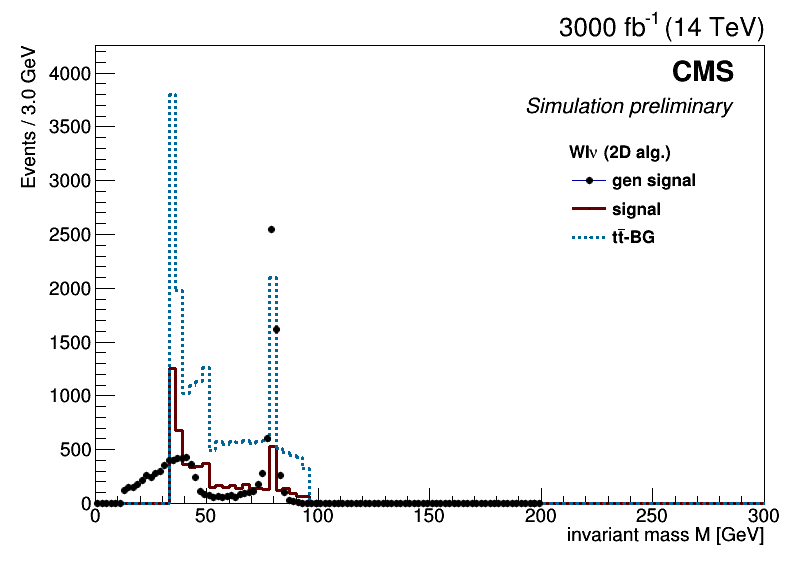 3000 fb⁻¹ (14 TeV)
CMS
Simulation preliminary
Wlν (2D alg.)
gen signal
signal
tt̄-BG
Events / 3.0 GeV
4000
3500
3000
2500
2000
1500
1000
500
0
0 50 100 150 200 250 300
invariant mass M [GeV]